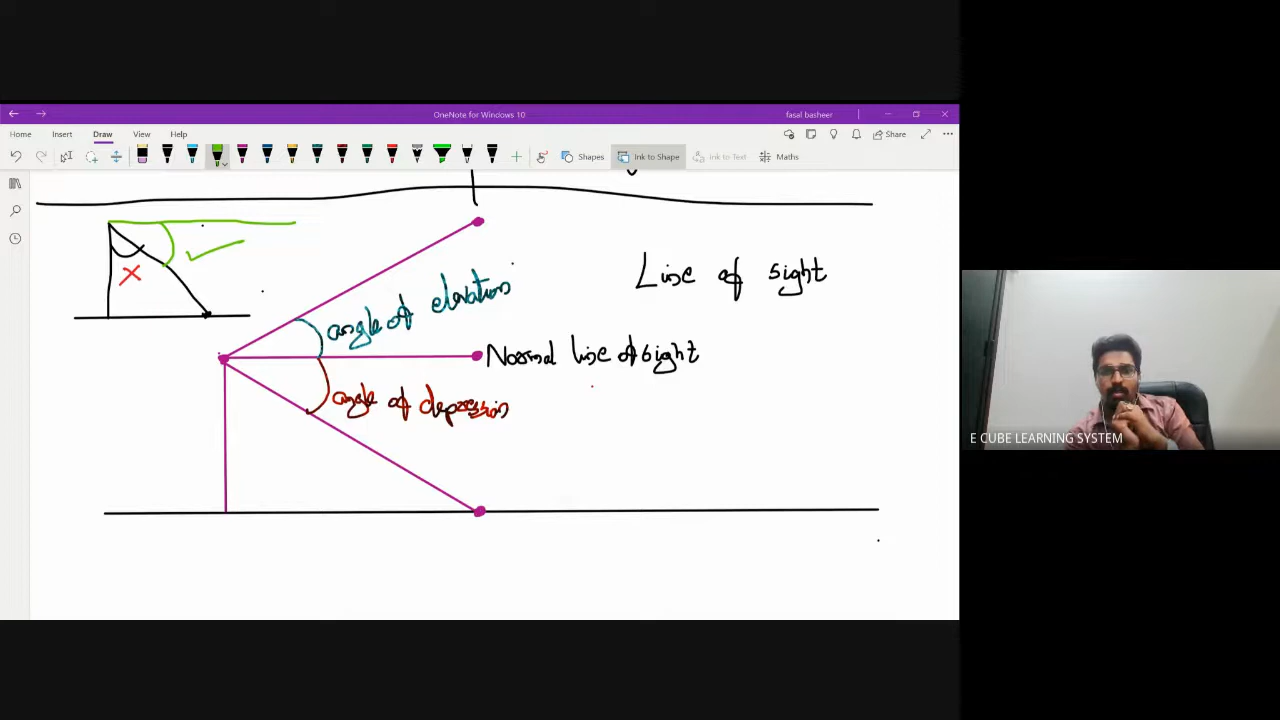 OneNote for Windows 10
fasal basheer
Home Insert Draw View Help
Share
Shapes
Ink to Shape
Ink to Text
Maths
Line of sight
angle of elevation
Normal line of sight
angle of depression
E CUBE LEARNING SYSTEM